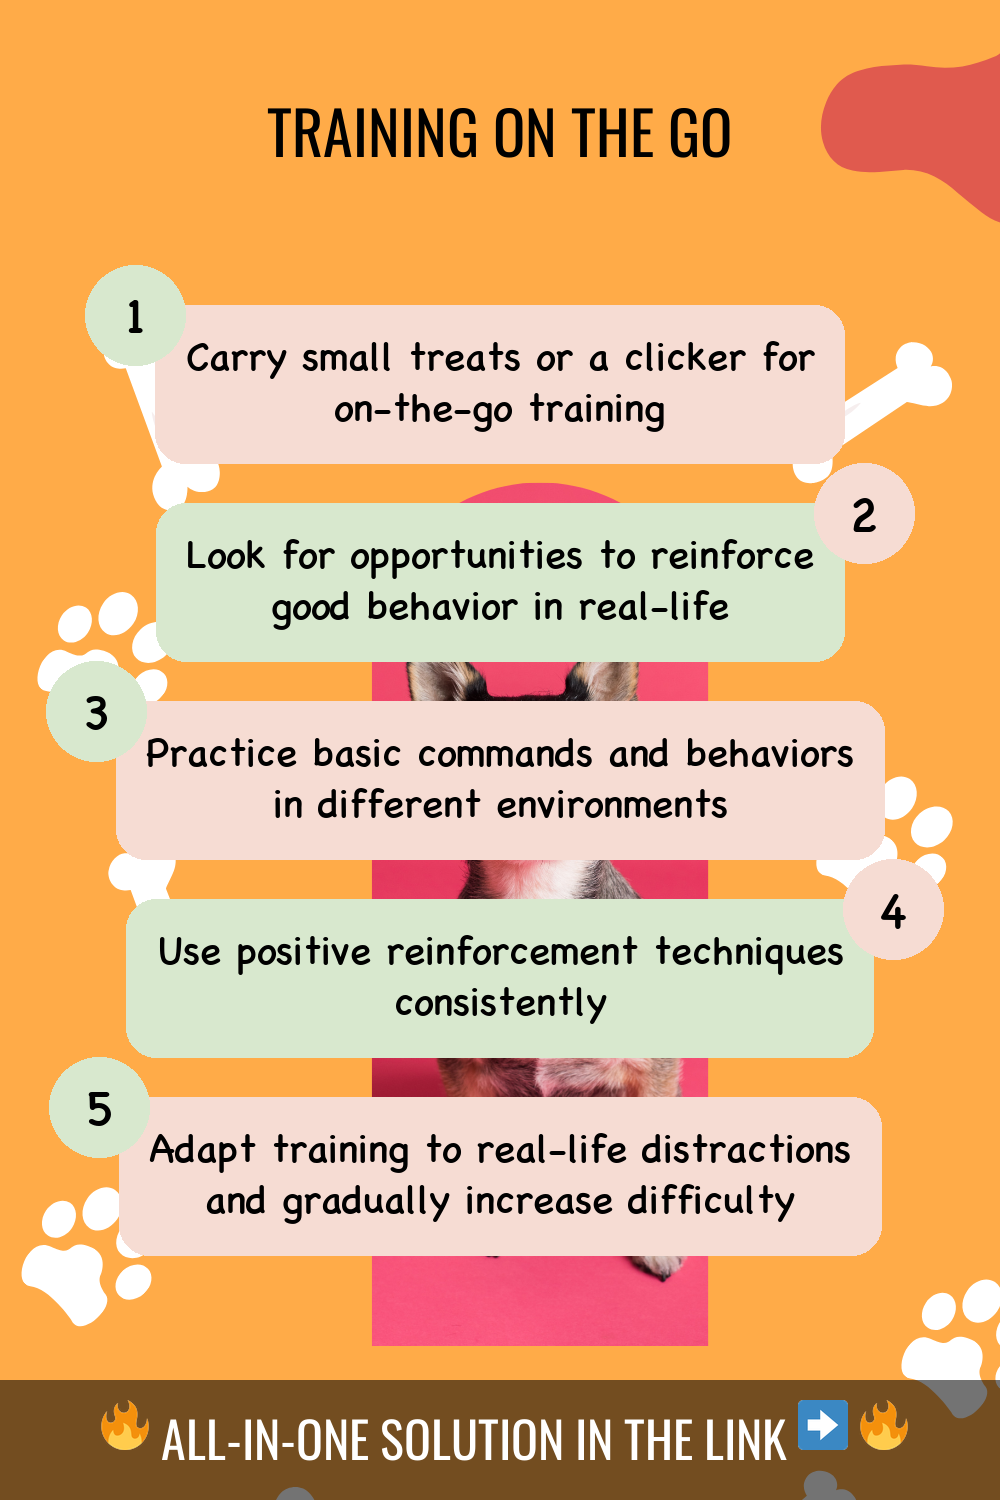 TRAINING ON THE GO
1
Carry small treats or a clicker for
on-the-go training
2
Look for opportunities to reinforce
good behavior in real-life
3
Practice basic commands and behaviors
in different environments
4
Use positive reinforcement techniques
consistently
5
Adapt training to real-life distractions
and gradually increase difficulty
🔥 ALL-IN-ONE SOLUTION IN THE LINK ➡️ 🔥